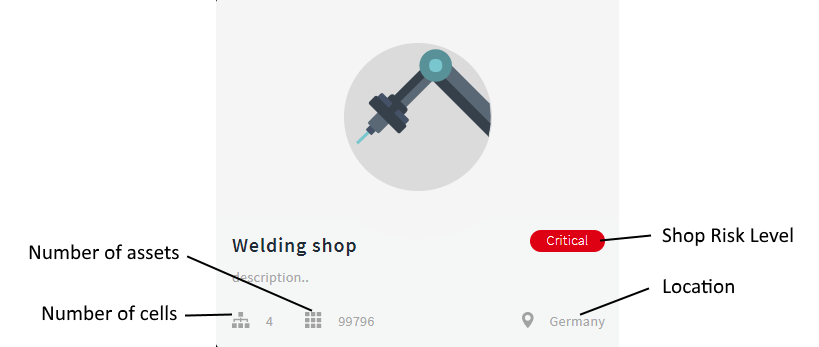 Welding shop
Critical
Shop Risk Level
Number of assets
description..
Location
Number of cells
4
99796
Germany